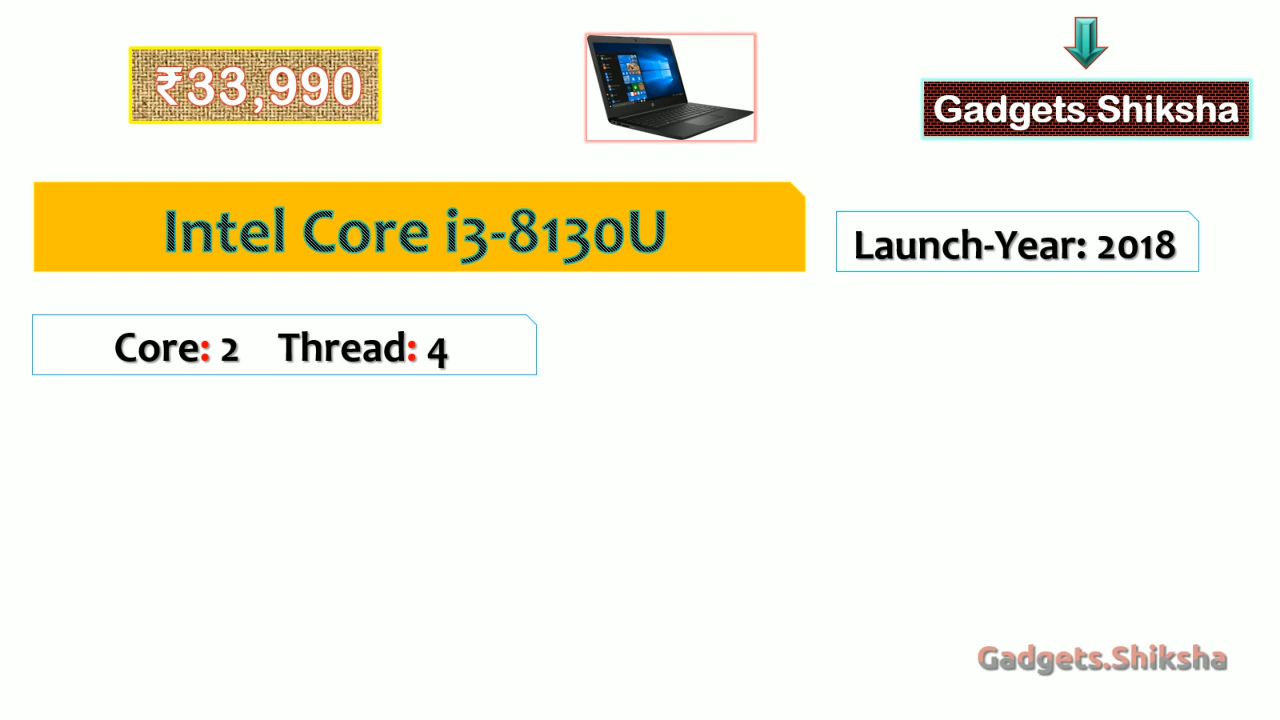 ₹33,990
Gadgets.Shiksha
Intel Core i3-8130U
Launch-Year: 2018
Core: 2 Thread: 4
Gadgets.Shiksha